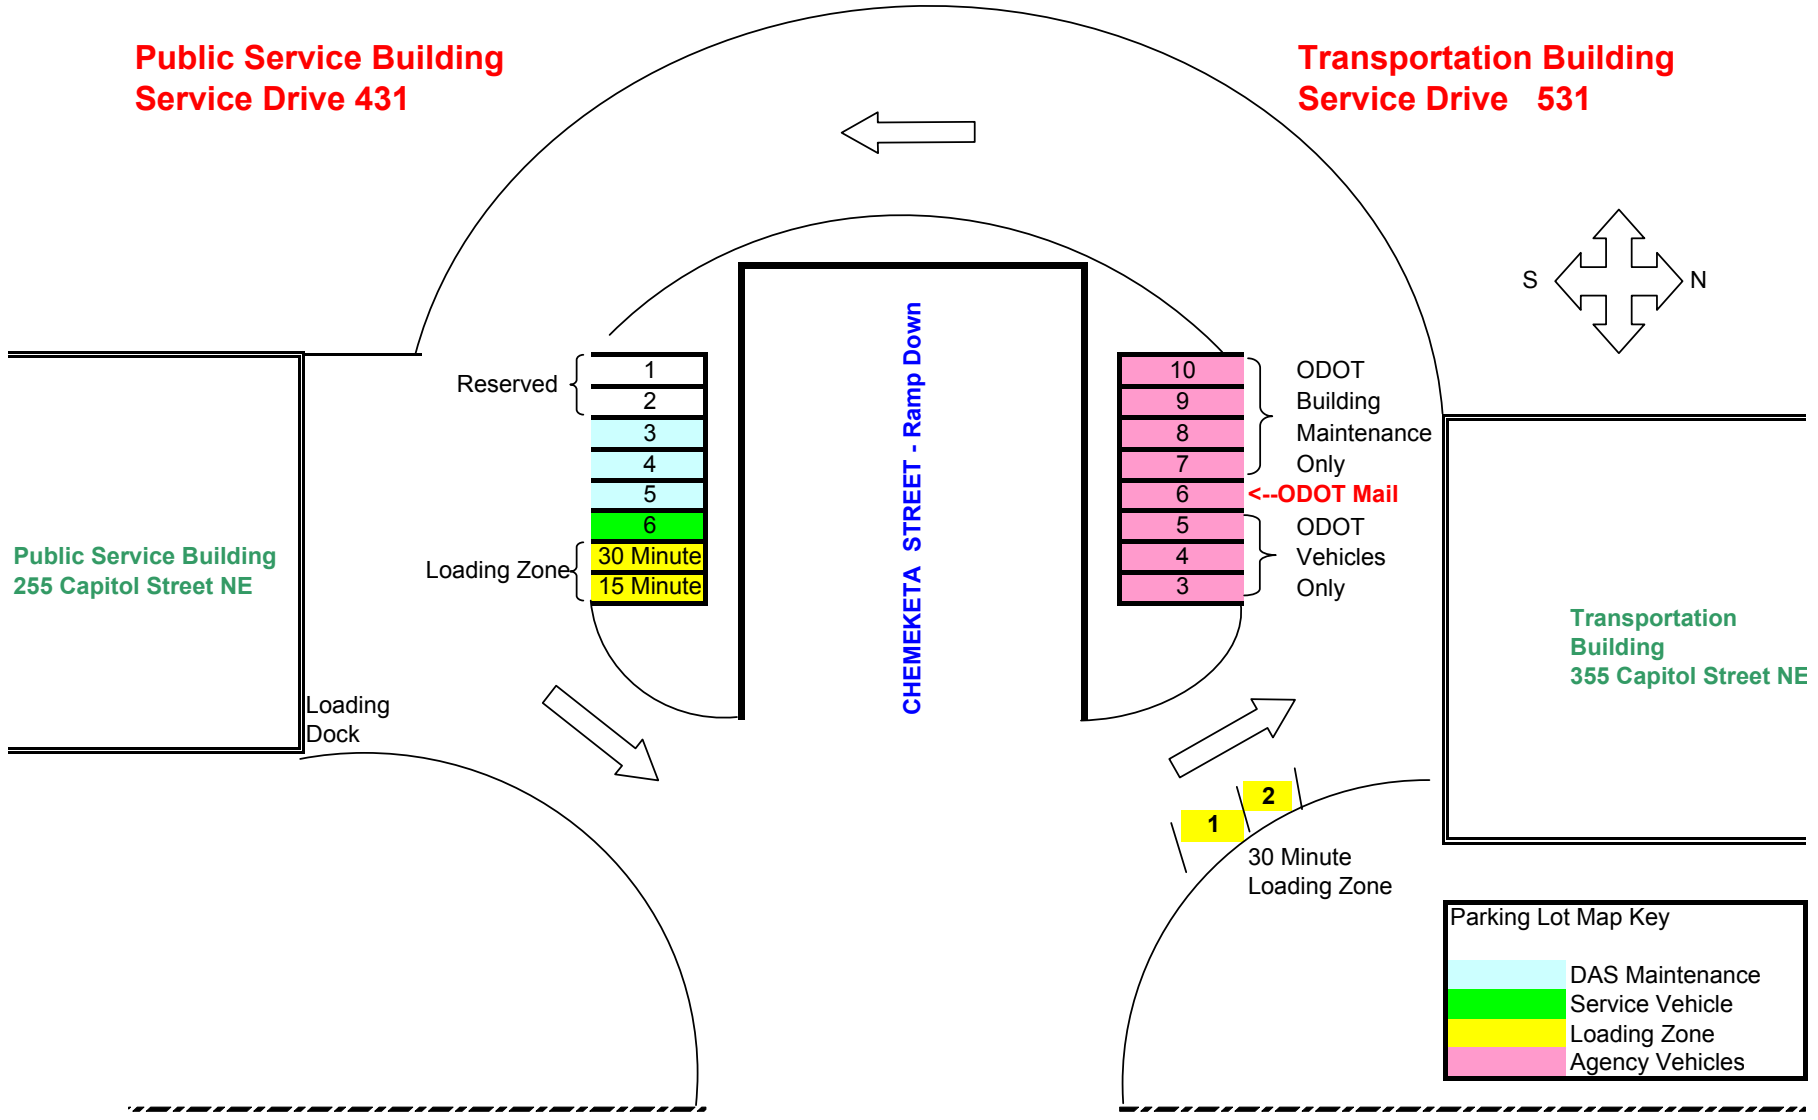 Public Service Building
Service Drive 431
Transportation Building
Service Drive   531
S
N
Reserved
1
2
3
4
5
6
Loading Zone
30 Minute
15 Minute
CHEMEKETA  STREET - Ramp Down
10
9
8
7
6
5
4
3
ODOT
Building
Maintenance
Only
<--ODOT Mail
ODOT
Vehicles
Only
Public Service Building
255 Capitol Street NE
Transportation
Building
355 Capitol Street NE
Loading
Dock
2
1
30 Minute
Loading Zone
Parking Lot Map Key
DAS Maintenance
Service Vehicle
Loading Zone
Agency Vehicles